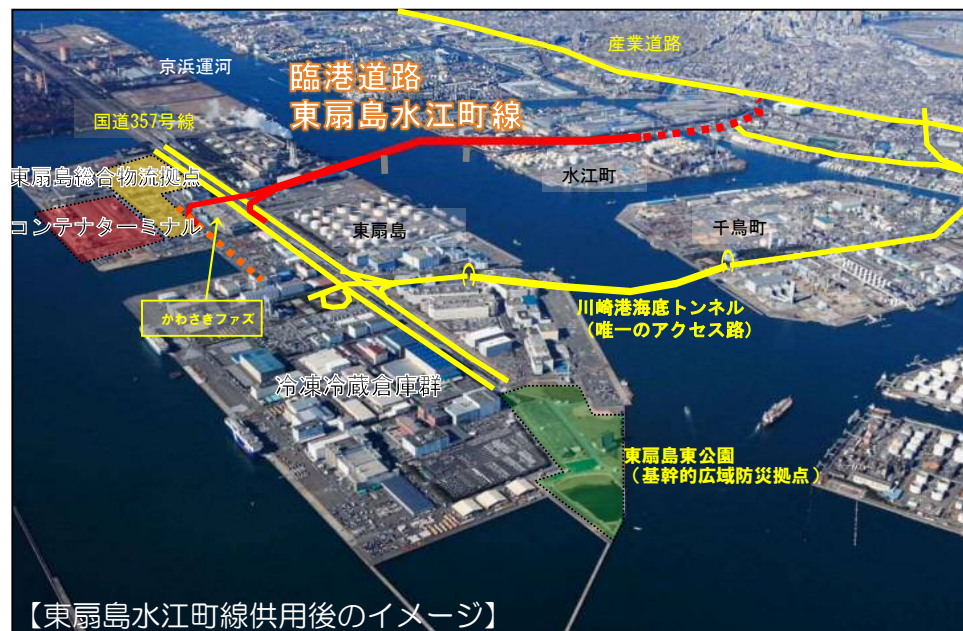 産業道路
京浜運河
臨港道路
東扇島水江町線
国道357号線
東扇島総合物流拠点
水江町
コンテナターミナル
東扇島
千鳥町
かわさきファズ
川崎港海底トンネル
（唯一のアクセス路）
冷凍冷蔵倉庫群
東扇島東公園
（基幹的広域防災拠点）
【東扇島水江町線供用後のイメージ】